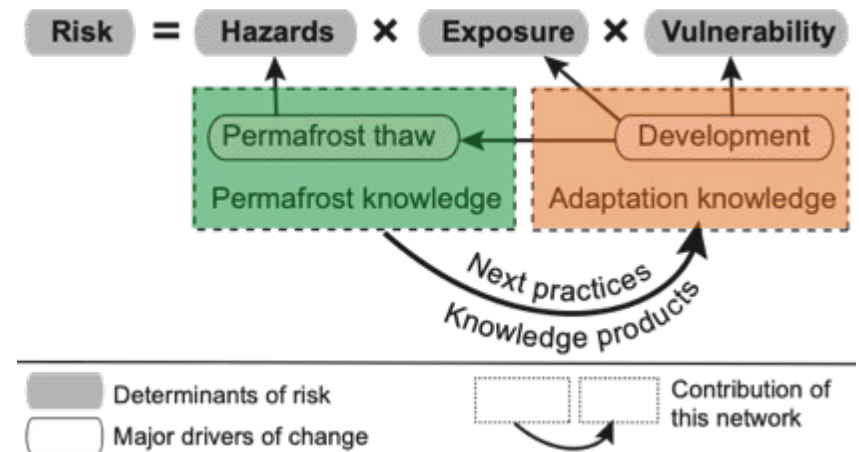 Risk = Hazards × Exposure × Vulnerability
Permafrost thaw
Development
Permafrost knowledge
Adaptation knowledge
Next practices
Knowledge products
Determinants of risk
Major drivers of change
Contribution of
this network